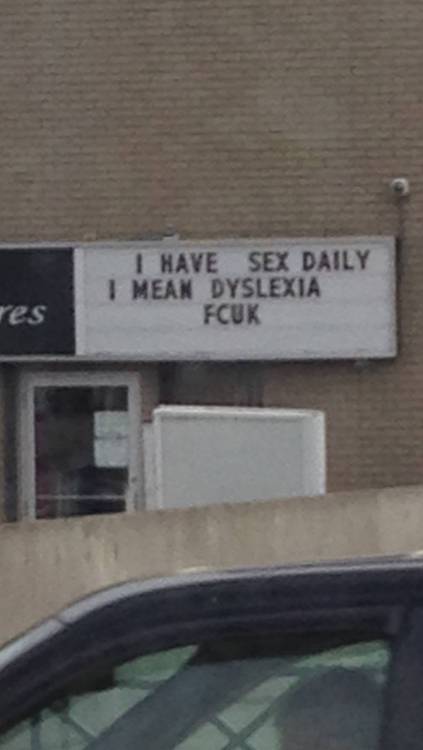 res
I HAVE SEX DAILY
I MEAN DYSLEXIA
FCUK